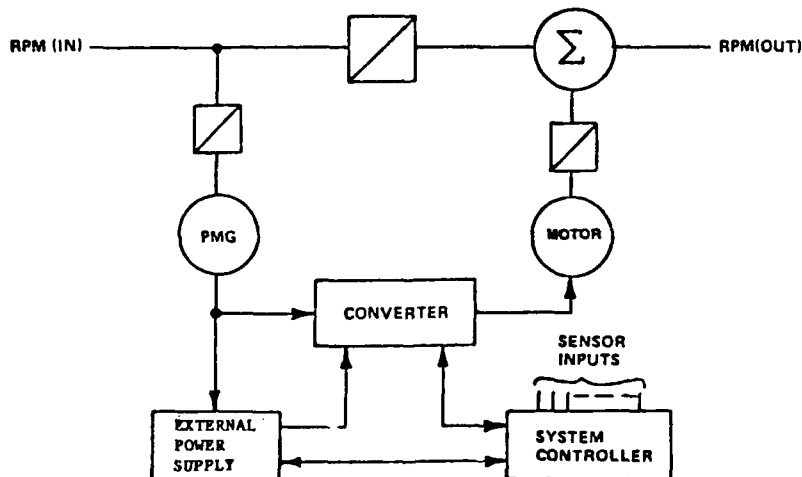 RPM (IN)
Σ
RPM(OUT)
PMG
MOTOR
CONVERTER
SENSOR
INPUTS
EXTERNAL
POWER
SUPPLY
SYSTEM
CONTROLLER